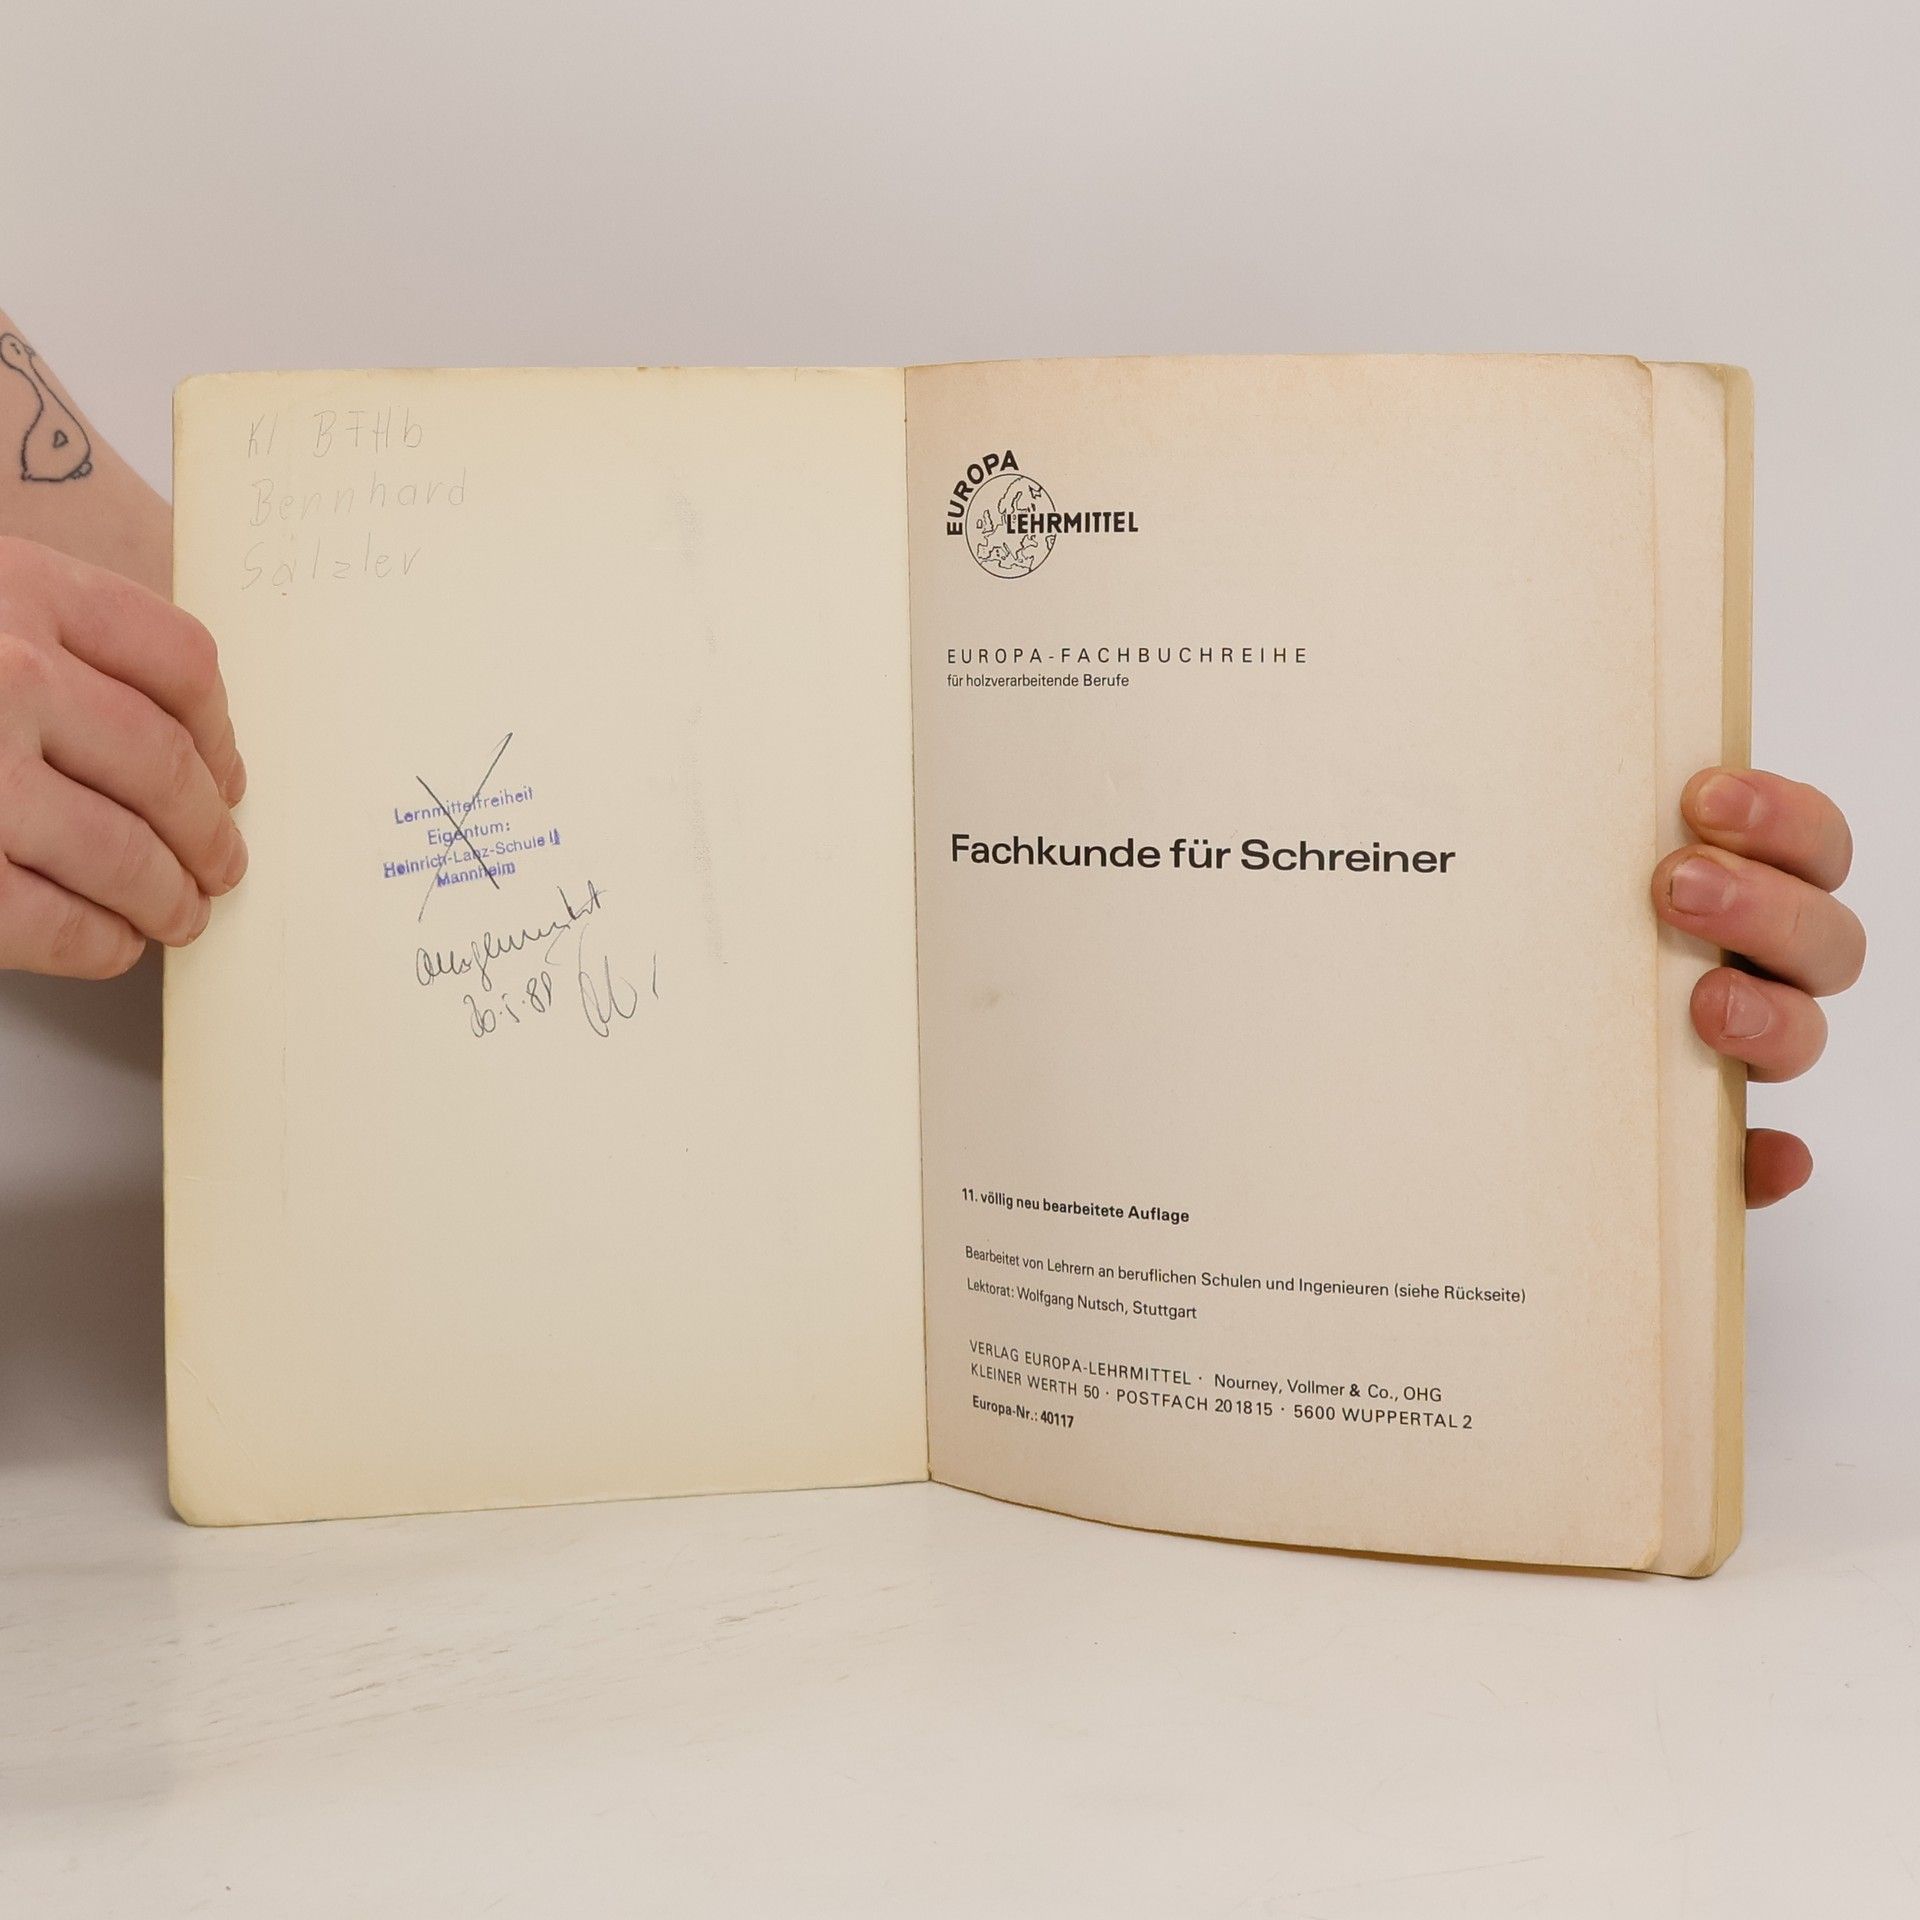 Kl BFHb
Bernhard
Sälzler
Lernmittelfreiheit
Eigentum:
Heinrich-Lanz-Schule II
Mannheim
ausgemustert
EUROPA
LEHRMITTEL
EUROPA-FACHBUCHREIHE
für holzverarbeitende Berufe
Fachkunde für Schreiner
11. völlig neu bearbeitete Auflage
Bearbeitet von Lehrern an beruflichen Schulen und Ingenieuren (siehe Rückseite)
Lektorat: Wolfgang Nutsch, Stuttgart
VERLAG EUROPA-LEHRMITTEL · Nourney, Vollmer & Co., OHG
KLEINER WERTH 50 · POSTFACH 201815 · 5600 WUPPERTAL 2
Europa-Nr.: 40117